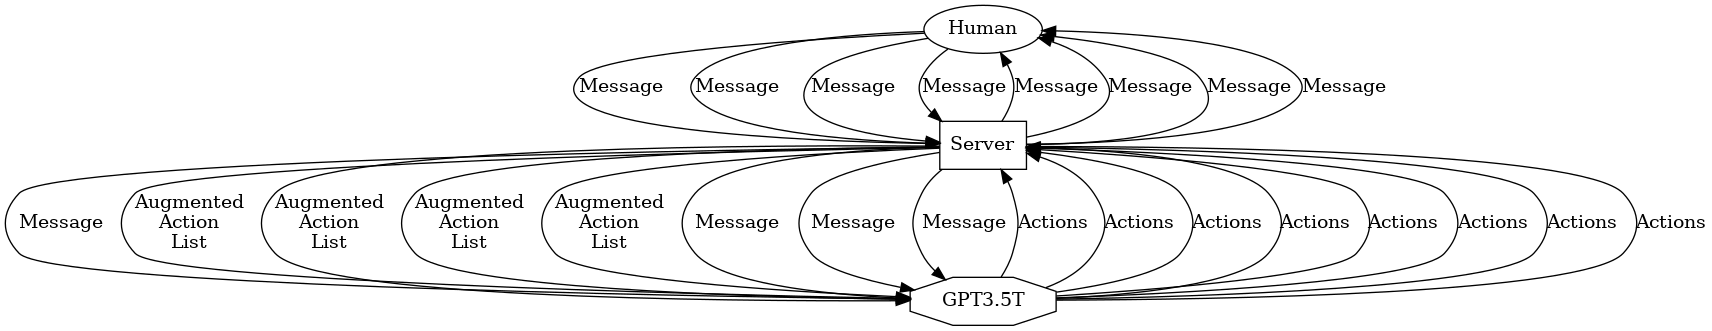 Human
Message Message Message Message Message Message Message Message
Server
Message Augmented Action List Augmented Action List Augmented Action List Augmented Action List Message Message Message Actions Actions Actions Actions Actions Actions Actions Actions
GPT3.5T